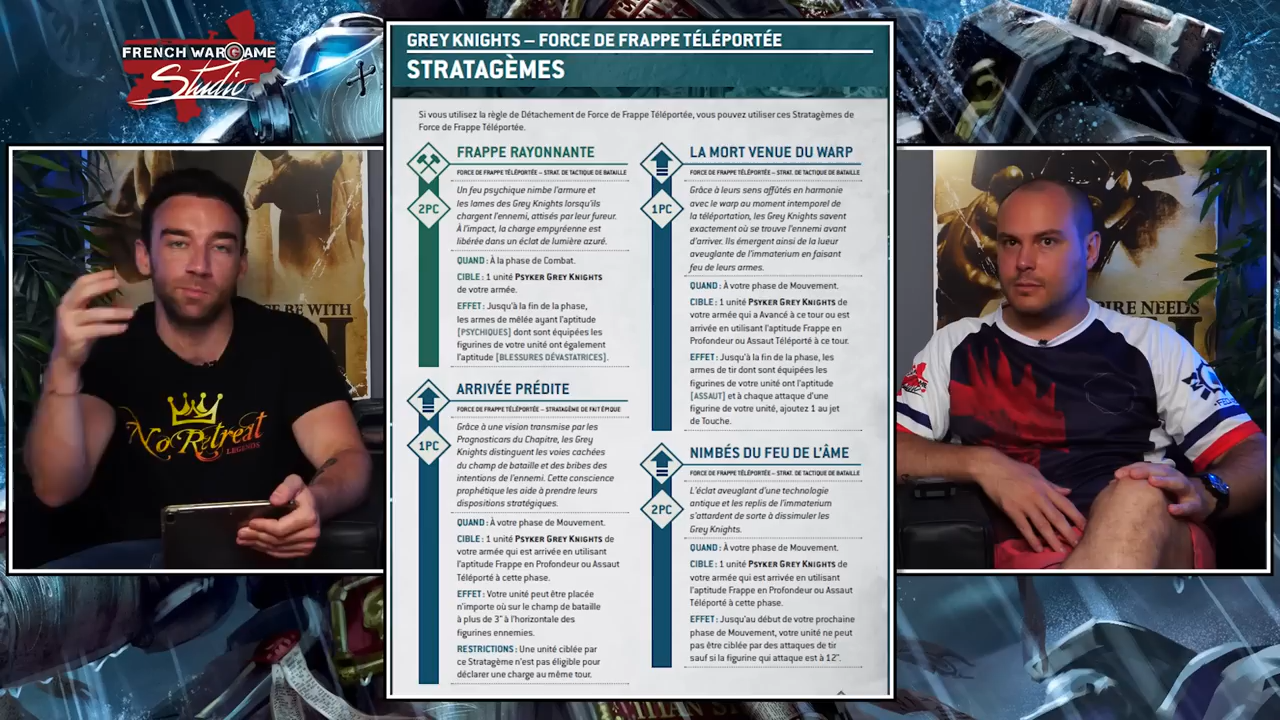 FRENCH WARGAME
Studio
GREY KNIGHTS – FORCE DE FRAPPE TÉLÉPORTÉE
STRATAGÈMES
Si vous utilisez la règle de Détachement de Force de Frappe Téléportée, vous pouvez utiliser ces Stratagèmes de
Force de Frappe Téléportée.
FRAPPE RAYONNANTE
FORCE DE FRAPPE TÉLÉPORTÉE – STRAT. DE TACTIQUE DE BATAILLE
2PC
Un feu psychique nimbe l'armure et
les lames des Grey Knights lorsqu'ils
chargent l'ennemi, attisés par leur fureur.
À l'impact, la charge empyréenne est
libérée dans un éclat de lumière azuré.
QUAND : À la phase de Combat.
CIBLE : 1 unité PSYKER GREY KNIGHTS
de votre armée.
EFFET : Jusqu'à la fin de la phase,
les armes de mêlée ayant l'aptitude
[PSYCHIQUES] dont sont équipées les
figurines de votre unité ont également
l'aptitude [BLESSURES DÉVASTATRICES].
ARRIVÉE PRÉDITE
FORCE DE FRAPPE TÉLÉPORTÉE – STRATAGÈME DE FAIT ÉPIQUE
1PC
Grâce à une vision transmise par les
Prognosticars du Chapitre, les Grey
Knights distinguent les voies cachées
du champ de bataille et des bribes des
intentions de l'ennemi. Cette conscience
prophétique les aide à prendre leurs
dispositions stratégiques.
QUAND : À votre phase de Mouvement.
CIBLE : 1 unité PSYKER GREY KNIGHTS de
votre armée qui est arrivée en utilisant
l'aptitude Frappe en Profondeur ou Assaut
Téléporté à cette phase.
EFFET : Votre unité peut être placée
n'importe où sur le champ de bataille
à plus de 3" à l'horizontale des
figurines ennemies.
RESTRICTIONS : Une unité ciblée par
ce Stratagème n'est pas éligible pour
déclarer une charge au même tour.
LA MORT VENUE DU WARP
FORCE DE FRAPPE TÉLÉPORTÉE – STRAT. DE TACTIQUE DE BATAILLE
1PC
Grâce à leurs sens affûtés en harmonie
avec le warp au moment intemporel de
la téléportation, les Grey Knights savent
exactement où se trouve l'ennemi avant
d'arriver. Ils émergent ainsi de la lueur
aveuglante de l'immaterium en faisant
feu de leurs armes.
QUAND : À votre phase de Mouvement.
CIBLE : 1 unité PSYKER GREY KNIGHTS de
votre armée qui a Avancé à ce tour ou est
arrivée en utilisant l'aptitude Frappe en
Profondeur ou Assaut Téléporté à ce tour.
EFFET : Jusqu'à la fin de la phase, les
armes de tir dont sont équipées les
figurines de votre unité ont l'aptitude
[ASSAUT] et à chaque attaque d'une
figurine de votre unité, ajoutez 1 au jet
de Touche.
NIMBÉS DU FEU DE L'ÂME
FORCE DE FRAPPE TÉLÉPORTÉE – STRAT. DE TACTIQUE DE BATAILLE
2PC
L'éclat aveuglant d'une technologie
antique et les replis de l'immaterium
s'attardent de sorte à dissimuler les
Grey Knights.
QUAND : À votre phase de Mouvement.
CIBLE : 1 unité PSYKER GREY KNIGHTS de
votre armée qui est arrivée en utilisant
l'aptitude Frappe en Profondeur ou Assaut
Téléporté à cette phase.
EFFET : Jusqu'au début de votre prochaine
phase de Mouvement, votre unité ne peut
pas être ciblée par des attaques de tir
sauf si la figurine qui attaque est à 12".
BE WITH
No Retreat
LEGENDS
NEEDS